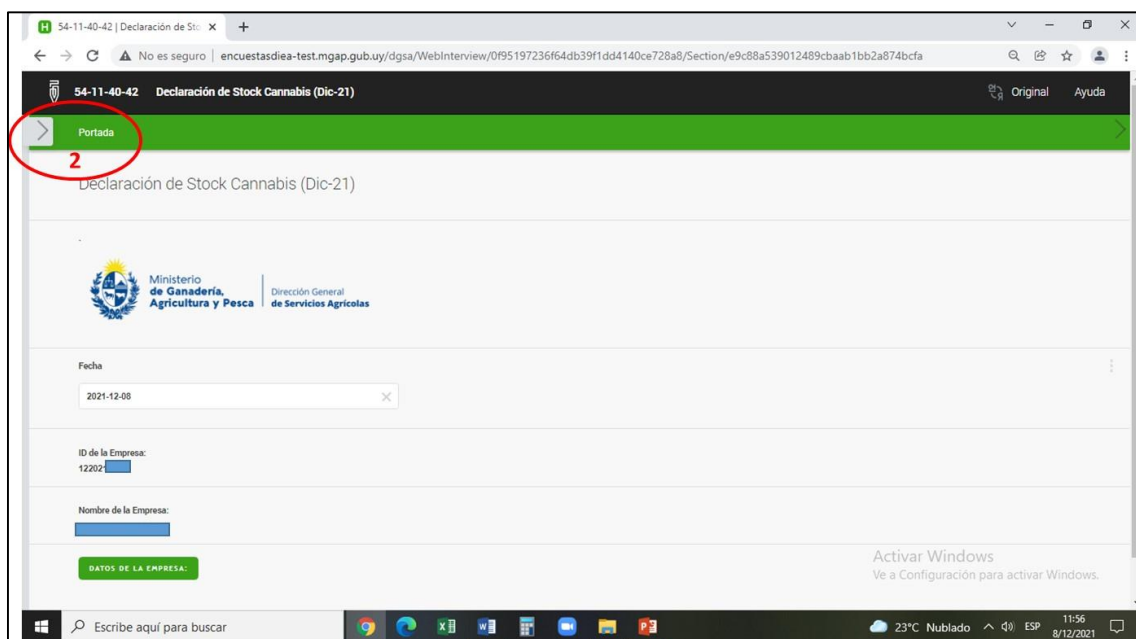 54-11-40-42 | Declaración de Sto
No es seguro | encuestasdiea-test.mgap.gub.uy/dgsa/WebInterview/0f95197236f64db39f1dd4140ce728a8/Section/e9c88a539012489cbaab1bb2a874bcfa
54-11-40-42 Declaración de Stock Cannabis (Dic-21) Original Ayuda
Portada
2
Declaración de Stock Cannabis (Dic-21)
Ministerio
de Ganadería,
Agricultura y Pesca
Dirección General
de Servicios Agrícolas
Fecha
2021-12-08
ID de la Empresa:
12202
Nombre de la Empresa:
DATOS DE LA EMPRESA:
Activar Windows
Ve a Configuración para activar Windows.
Escribe aquí para buscar
23°C Nublado ESP 11:56
8/12/2021